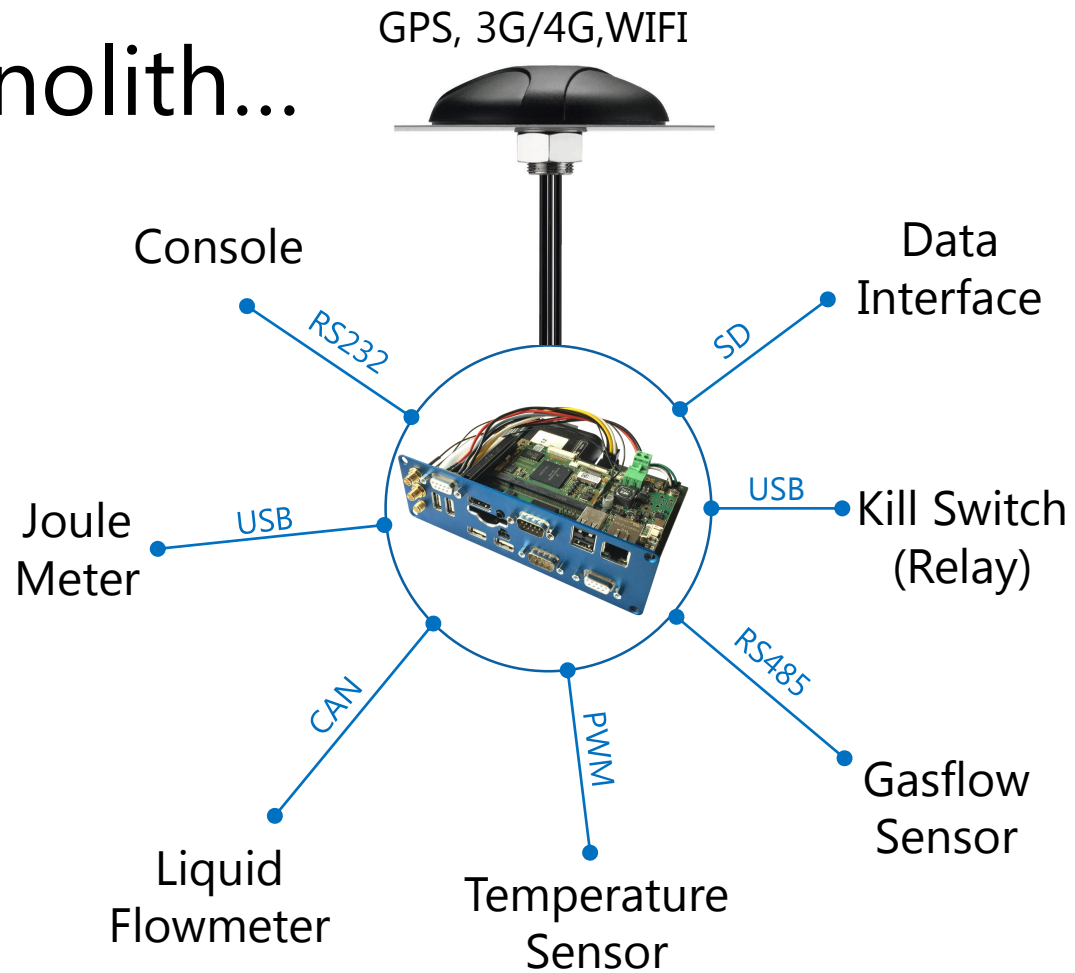 GPS, 3G/4G,WIFI
nolith...
Console
RS232
Data
Interface
SD
Joule
Meter
USB
USB
Kill Switch
(Relay)
CAN
PWM
RS485
Liquid
Flowmeter
Temperature
Sensor
Gasflow
Sensor